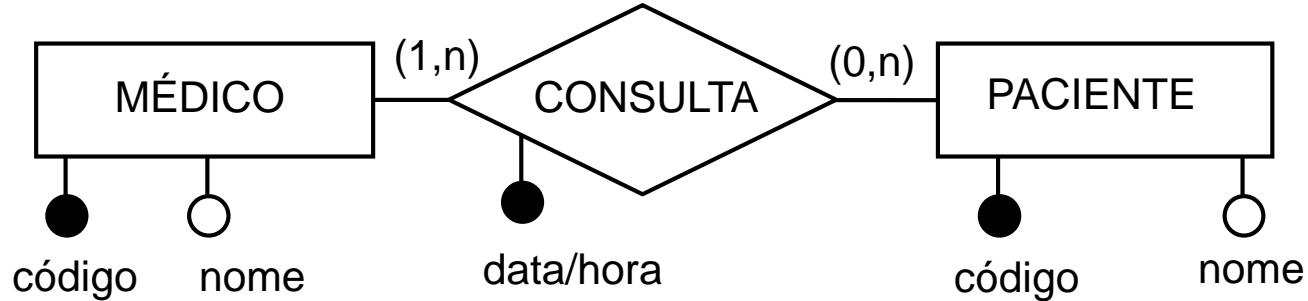 (1,n)
(0,n)
MÉDICO
CONSULTA
PACIENTE
código
nome
data/hora
código
nome